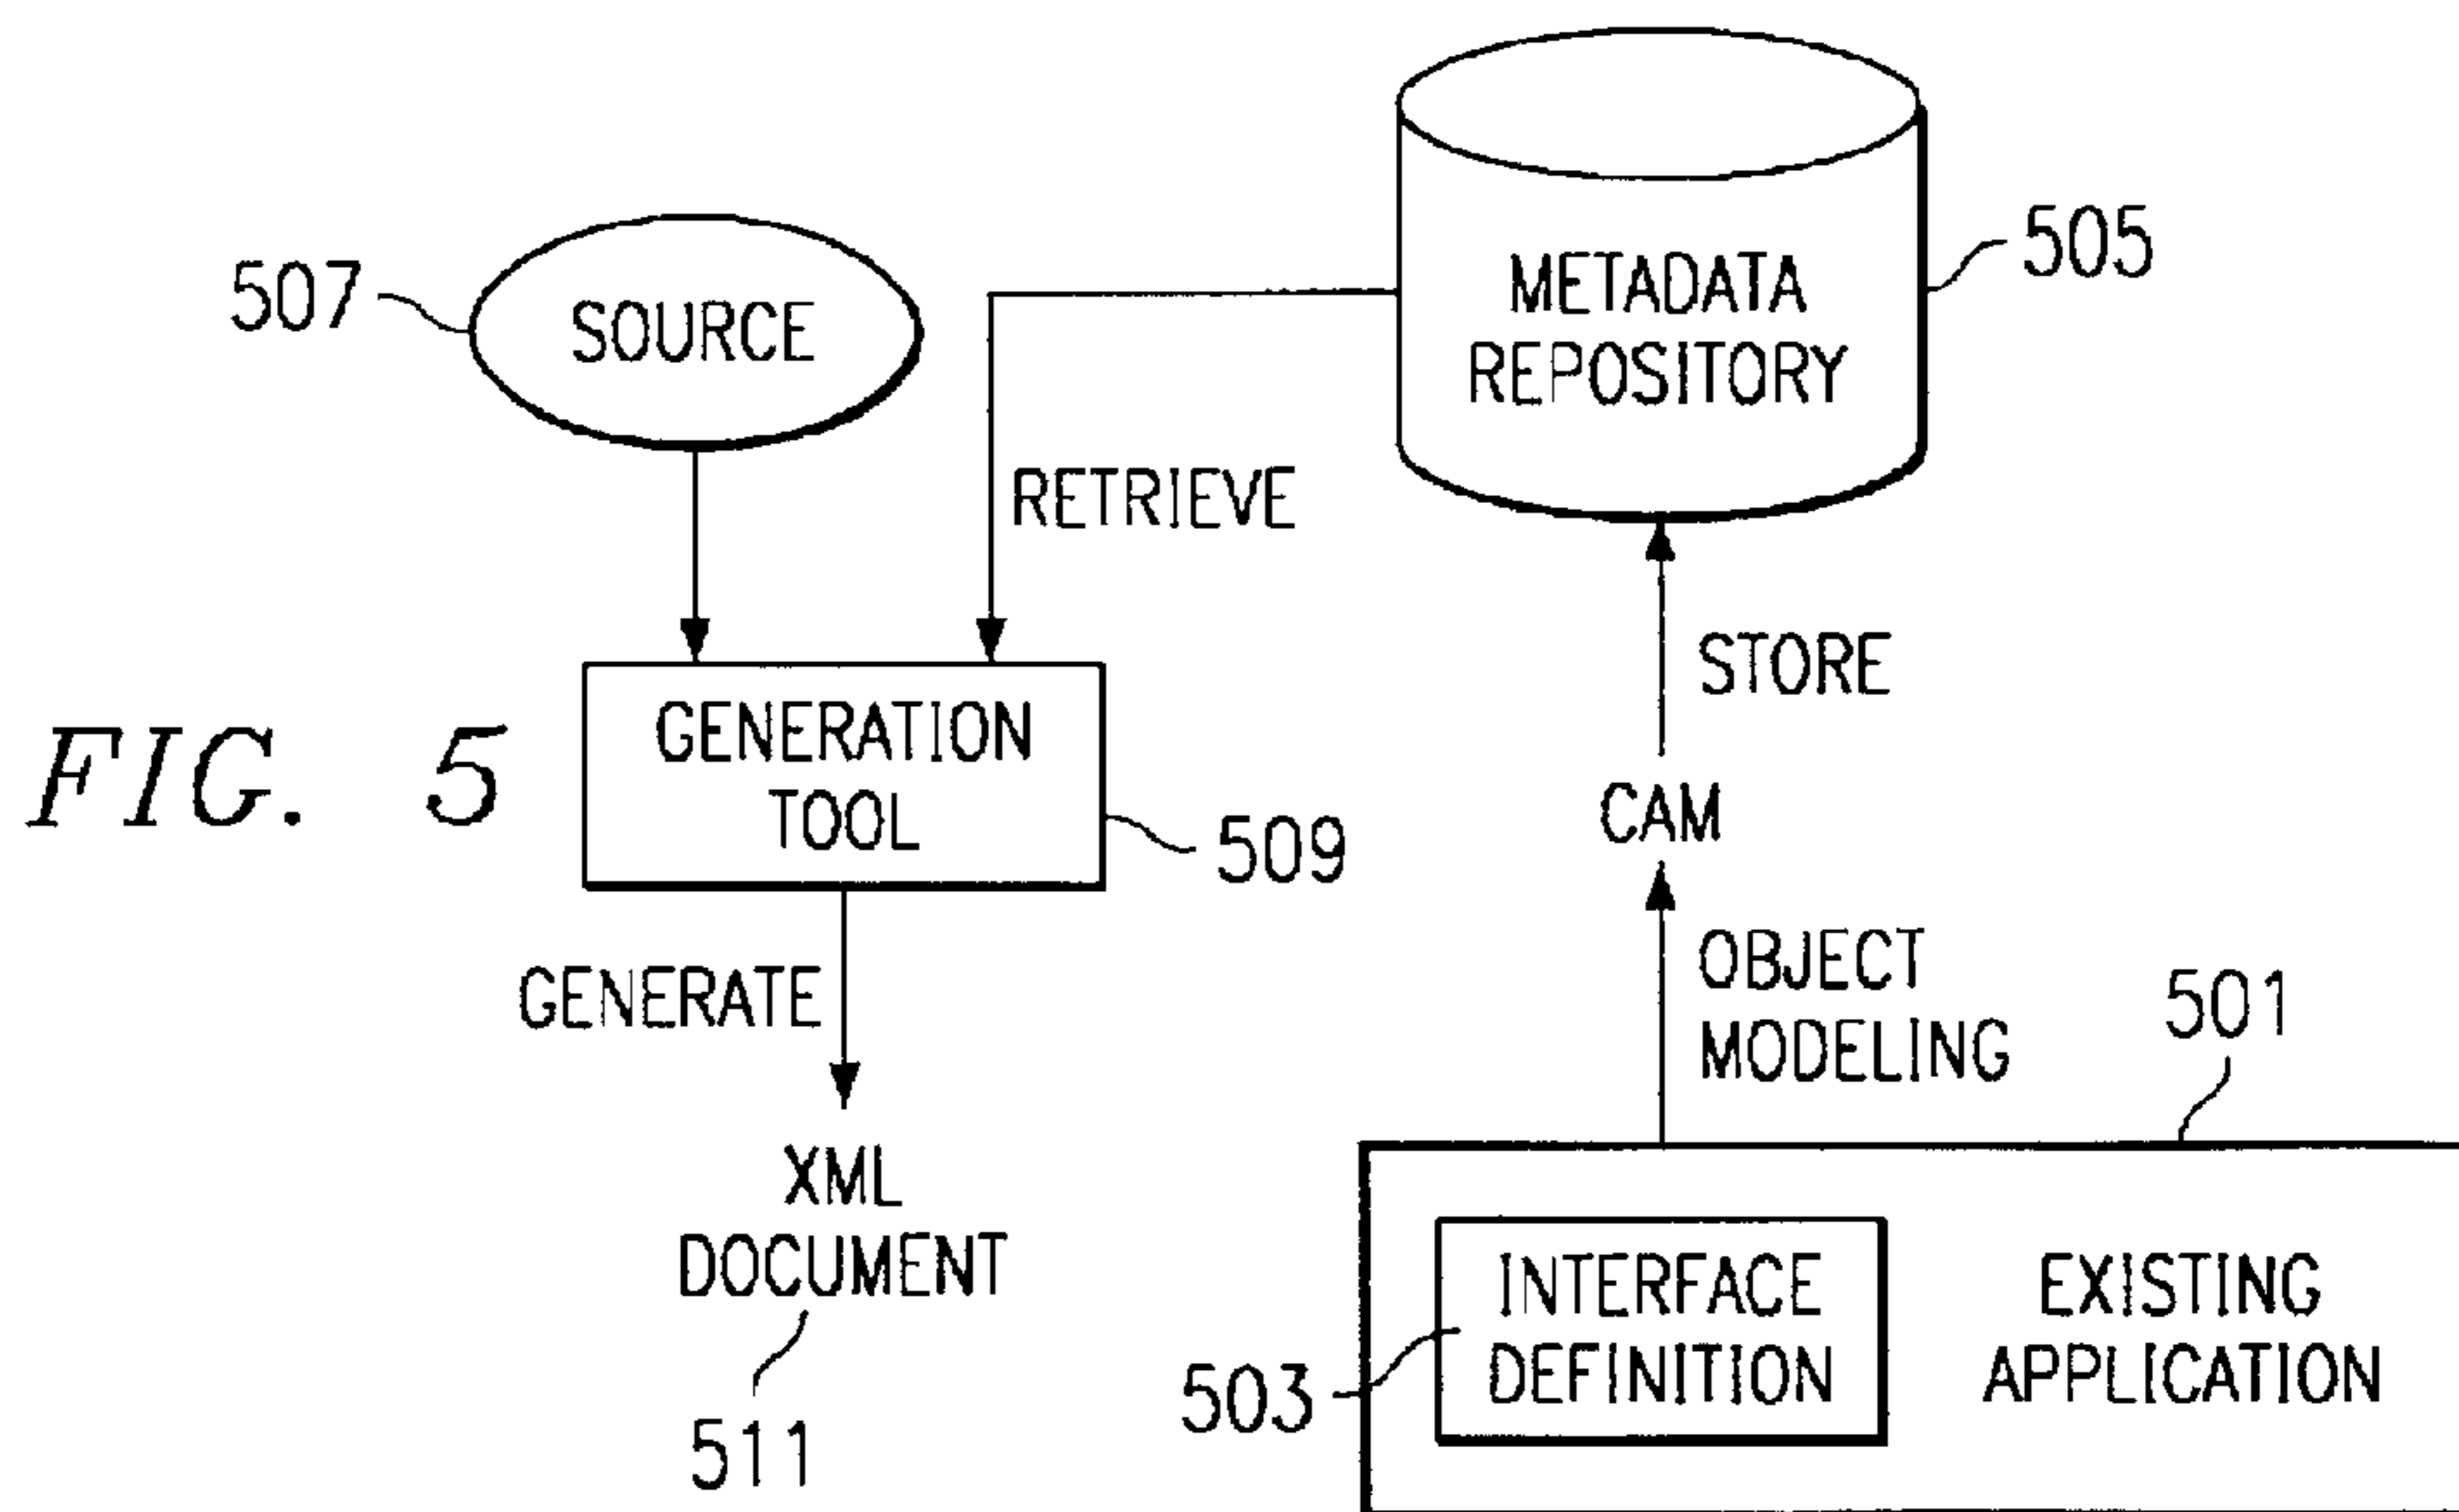 505
METADATA
REPOSITORY
507
SOURCE
RETRIEVE
STORE
GENERATION
TOOL
FIG. 5
509
CAM
GENERATE
OBJECT
MODELING
501
XML
DOCUMENT
511
503
INTERFACE
DEFINITION
EXISTING
APPLICATION